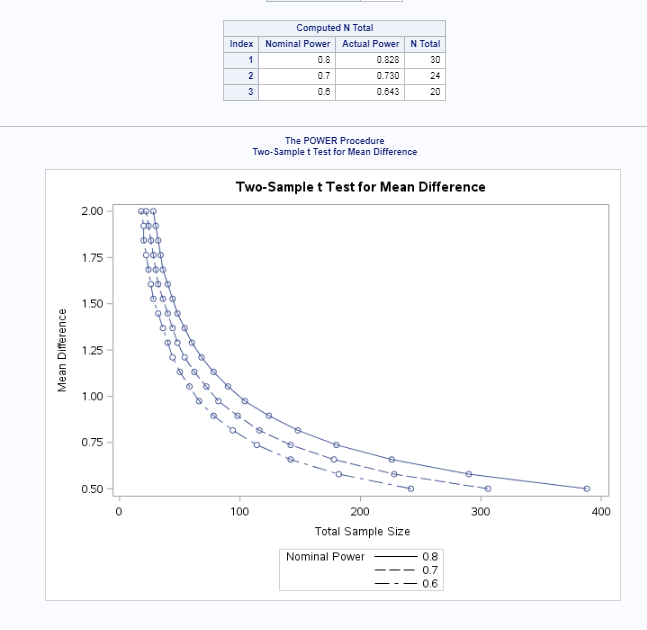 Computed N Total
Index Nominal Power Actual Power N Total
1 0.8 0.828 30
2 0.7 0.730 24
3 0.6 0.643 20
The POWER Procedure
Two-Sample t Test for Mean Difference
Two-Sample t Test for Mean Difference
2.00
1.75
1.50
1.25
1.00
0.75
0.50
Mean Difference
0 100 200 300 400
Total Sample Size
Nominal Power 0.8
0.7
0.6